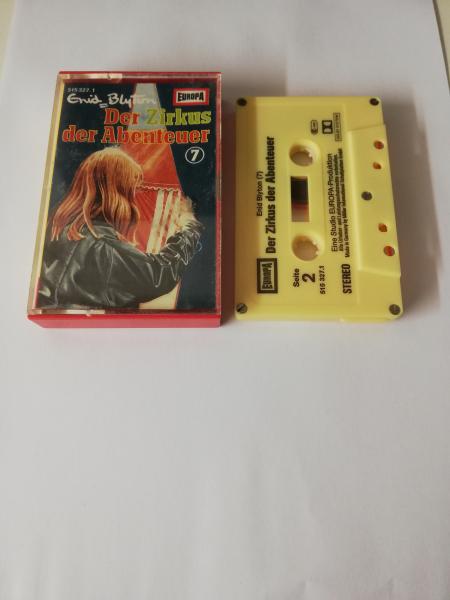 515 327.1
Enid Blyton
EUROPA
Der Zirkus
der Abenteuer
7
Enid Blyton (7)
Der Zirkus der Abenteuer
EUROPA
Seite
2
Eine Studio EUROPA-Produktion
515 327.1
STEREO